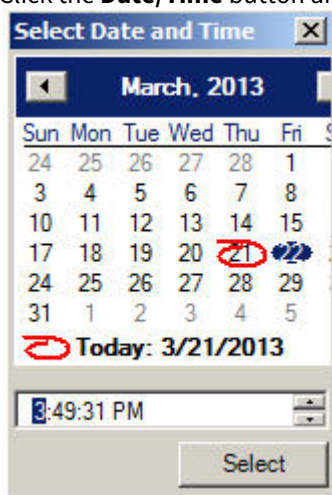 Click the Date/Time button a
Select Date and Time
March, 2013
Sun Mon Tue Wed Thu Fri
24 25 26 27 28 1
3 4 5 6 7 8
10 11 12 13 14 15
17 18 19 20 21 22
24 25 26 27 28 29
31 1 2 3 4 5
Today: 3/21/2013
3:49:31 PM
Select